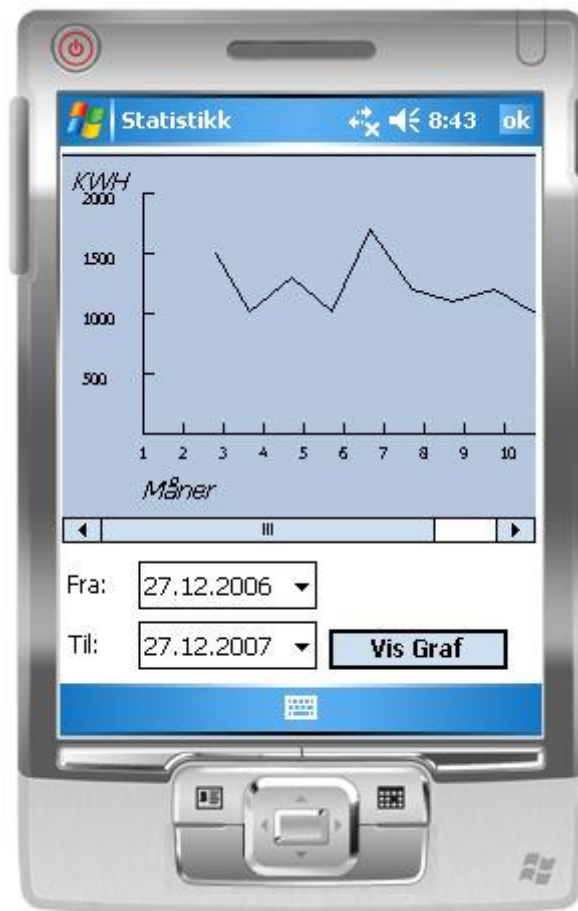 Statistikk 8:43 ok
KWH
2000
1500
1000
500
1 2 3 4 5 6 7 8 9 10
Måner
Fra: 27.12.2006
Til: 27.12.2007 Vis Graf